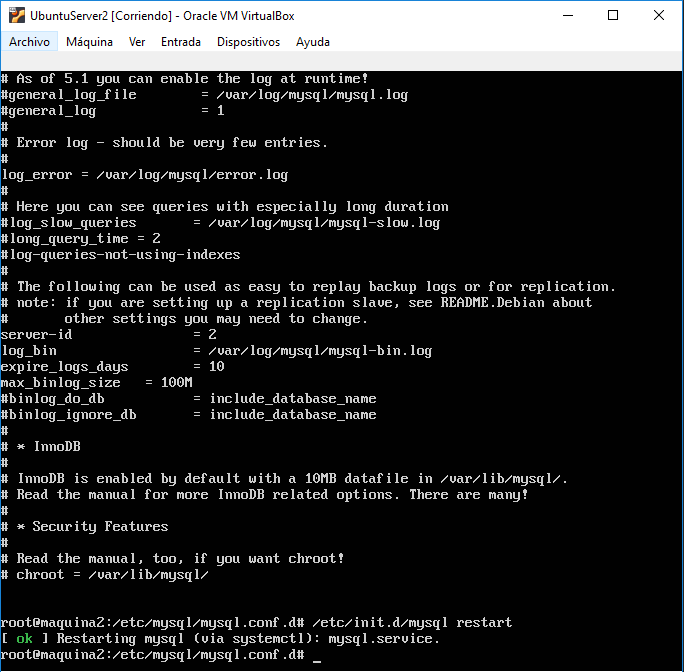 UbuntuServer2 [Corriendo] - Oracle VM VirtualBox
Archivo Máquina Ver Entrada Dispositivos Ayuda
# As of 5.1 you can enable the log at runtime!
#general_log_file        = /var/log/mysql/mysql.log
#general_log             = 1
#
# Error log - should be very few entries.
#
log_error = /var/log/mysql/error.log
#
# Here you can see queries with especially long duration
#log_slow_queries       = /var/log/mysql/mysql-slow.log
#long_query_time = 2
#log-queries-not-using-indexes
#
# The following can be used as easy to replay backup logs or for replication.
# note: if you are setting up a replication slave, see README.Debian about
#       other settings you may need to change.
server-id               = 2
log_bin                 = /var/log/mysql/mysql-bin.log
expire_logs_days        = 10
max_binlog_size   = 100M
#binlog_do_db           = include_database_name
#binlog_ignore_db       = include_database_name
#
# * InnoDB
#
# InnoDB is enabled by default with a 10MB datafile in /var/lib/mysql/.
# Read the manual for more InnoDB related options. There are many!
#
# * Security Features
#
# Read the manual, too, if you want chroot!
# chroot = /var/lib/mysql/
root@maquina2:/etc/mysql/mysql.conf.d# /etc/init.d/mysql restart
[ ok ] Restarting mysql (via systemctl): mysql.service.
root@maquina2:/etc/mysql/mysql.conf.d# _